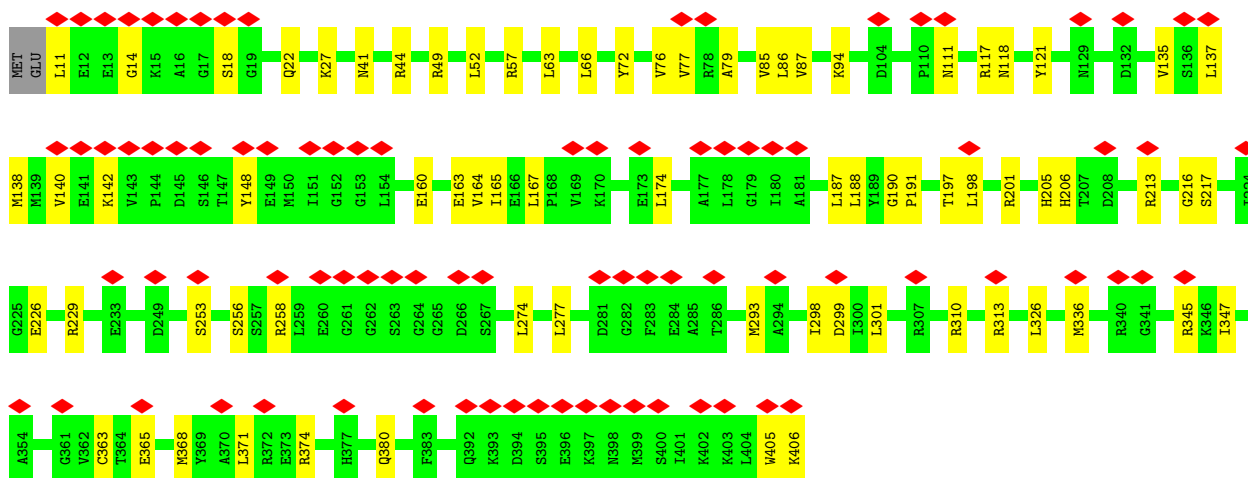 MET GLU L11 E12 E13 G14 K15 A16 G17 S18 G19 Q22 K27 N41 R44 R49 L52 R57 L63 L66 Y72 V76 V77 R78 A79 V85 L86 V87 K94 D104 P110 N111 R117 N118 Y121 N129 D132 V135 S136 L137
M138 M139 V140 E141 K142 V143 P144 D145 S146 T147 Y148 E149 M150 I151 G152 G153 L154 E160 E163 V164 I165 E166 L167 P168 V169 K170 E173 L174 A177 L178 G179 I180 A181 L187 L188 Y189 G190 P191 T197 L198 R201 H205 H206 T207 D208 R213 G216 S217
G225 E226 R229 E233 D249 S253 S256 S257 R258 L259 E260 G261 G262 S263 G264 G265 D266 S267 L274 L277 D281 G282 F283 E284 A285 T286 M293 A294 I298 D299 I300 L301 R307 R310 R313 L326 M336 R340 G341 R345 K346 I347
A354 G361 V362 C363 T364 E365 M368 Y369 A370 L371 R372 E373 R374 H377 Q380 F383 Q392 K393 D394 S395 E396 K397 N398 M399 S400 I401 K402 K403 L404 W405 K406